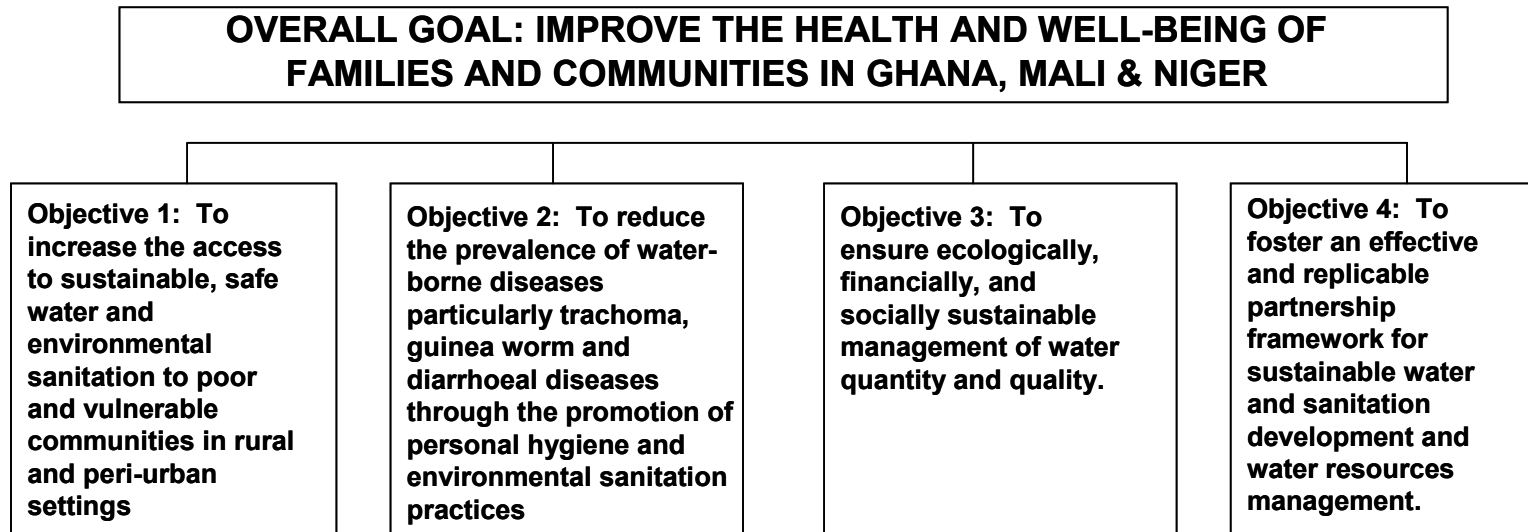 OVERALL GOAL: IMPROVE THE HEALTH AND WELL-BEING OF
FAMILIES AND COMMUNITIES IN GHANA, MALI & NIGER
Objective 1: To
increase the access
to sustainable, safe
water and
environmental
sanitation to poor
and vulnerable
communities in rural
and peri-urban
settings
Objective 2: To reduce
the prevalence of water-
borne diseases
particularly trachoma,
guinea worm and
diarrhoeal diseases
through the promotion of
personal hygiene and
environmental sanitation
practices
Objective 3: To
ensure ecologically,
financially, and
socially sustainable
management of water
quantity and quality.
Objective 4: To
foster an effective
and replicable
partnership
framework for
sustainable water
and sanitation
development and
water resources
management.